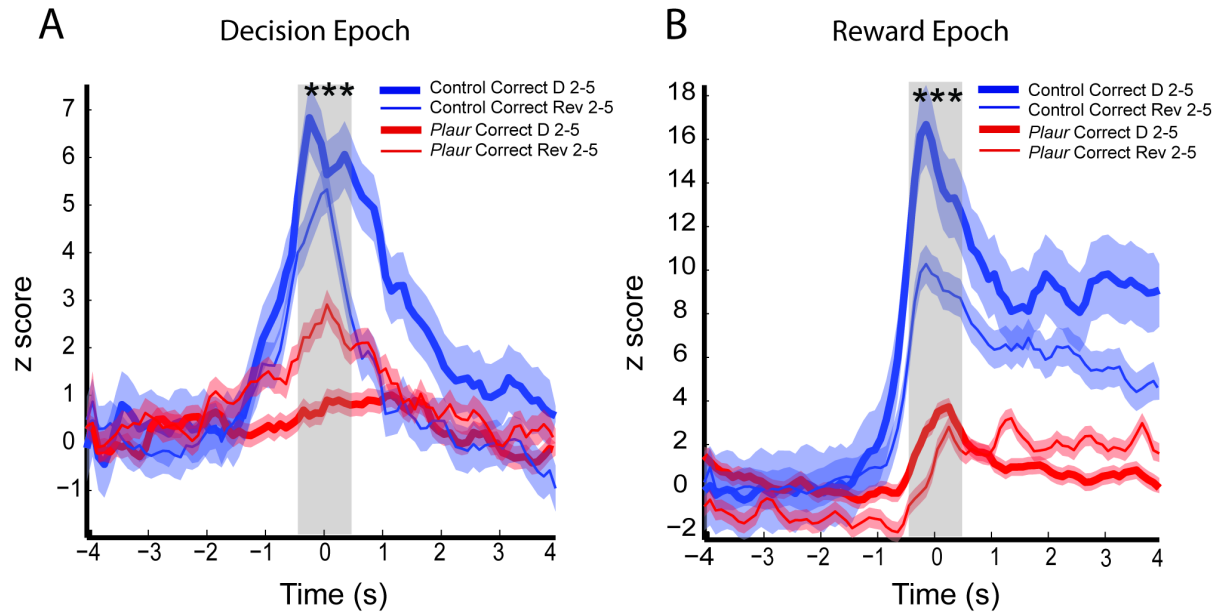 A
Decision Epoch
***
Control Correct D 2-5
Control Correct Rev 2-5
Plaur Correct D 2-5
Plaur Correct Rev 2-5
7
6
5
4
3
2
1
0
−1
z score
−4 −3 −2 −1 0 1 2 3 4
Time (s)
B
Reward Epoch
***
Control Correct D 2-5
Control Correct Rev 2-5
Plaur Correct D 2-5
Plaur Correct Rev 2-5
18
16
14
12
10
8
6
4
2
0
−2
z score
−4 −3 −2 −1 0 1 2 3 4
Time (s)